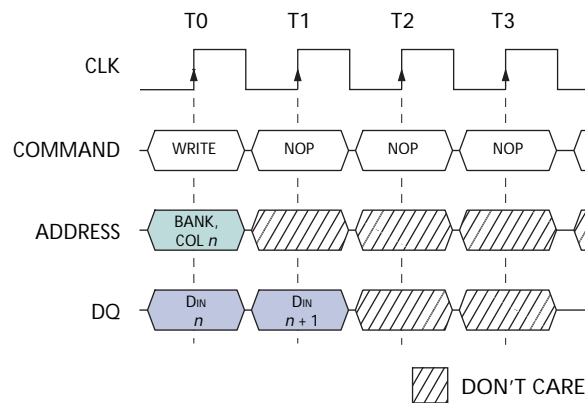 T0 T1 T2 T3
CLK
COMMAND WRITE NOP NOP NOP
ADDRESS BANK,
COL n
DQ DIN
n DIN
n + 1
DON'T CARE